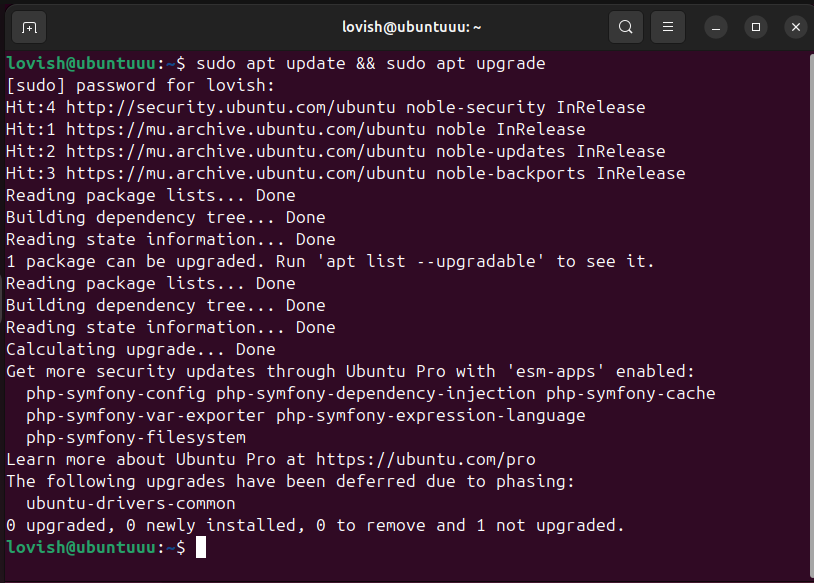 lovish@ubuntuuu: ~
lovish@ubuntuuu:~$ sudo apt update && sudo apt upgrade
[sudo] password for lovish:
Hit:4 http://security.ubuntu.com/ubuntu noble-security InRelease
Hit:1 https://mu.archive.ubuntu.com/ubuntu noble InRelease
Hit:2 https://mu.archive.ubuntu.com/ubuntu noble-updates InRelease
Hit:3 https://mu.archive.ubuntu.com/ubuntu noble-backports InRelease
Reading package lists... Done
Building dependency tree... Done
Reading state information... Done
1 package can be upgraded. Run 'apt list --upgradable' to see it.
Reading package lists... Done
Building dependency tree... Done
Reading state information... Done
Calculating upgrade... Done
Get more security updates through Ubuntu Pro with 'esm-apps' enabled:
  php-symfony-config php-symfony-dependency-injection php-symfony-cache
  php-symfony-var-exporter php-symfony-expression-language
  php-symfony-filesystem
Learn more about Ubuntu Pro at https://ubuntu.com/pro
The following upgrades have been deferred due to phasing:
  ubuntu-drivers-common
0 upgraded, 0 newly installed, 0 to remove and 1 not upgraded.
lovish@ubuntuuu:~$